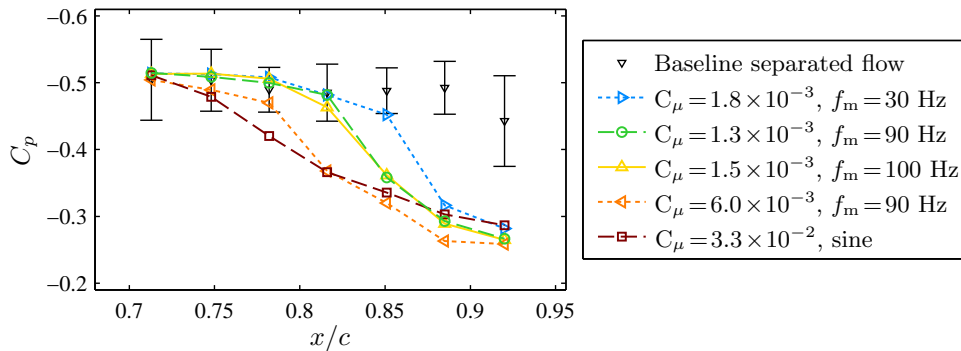 −0.6
−0.5
−0.4
−0.3
−0.2
C_p
0.7 0.75 0.8 0.85 0.9 0.95
x/c
Baseline separated flow
C_μ = 1.8 × 10⁻³, f_m = 30 Hz
C_μ = 1.3 × 10⁻³, f_m = 90 Hz
C_μ = 1.5 × 10⁻³, f_m = 100 Hz
C_μ = 6.0 × 10⁻³, f_m = 90 Hz
C_μ = 3.3 × 10⁻², sine